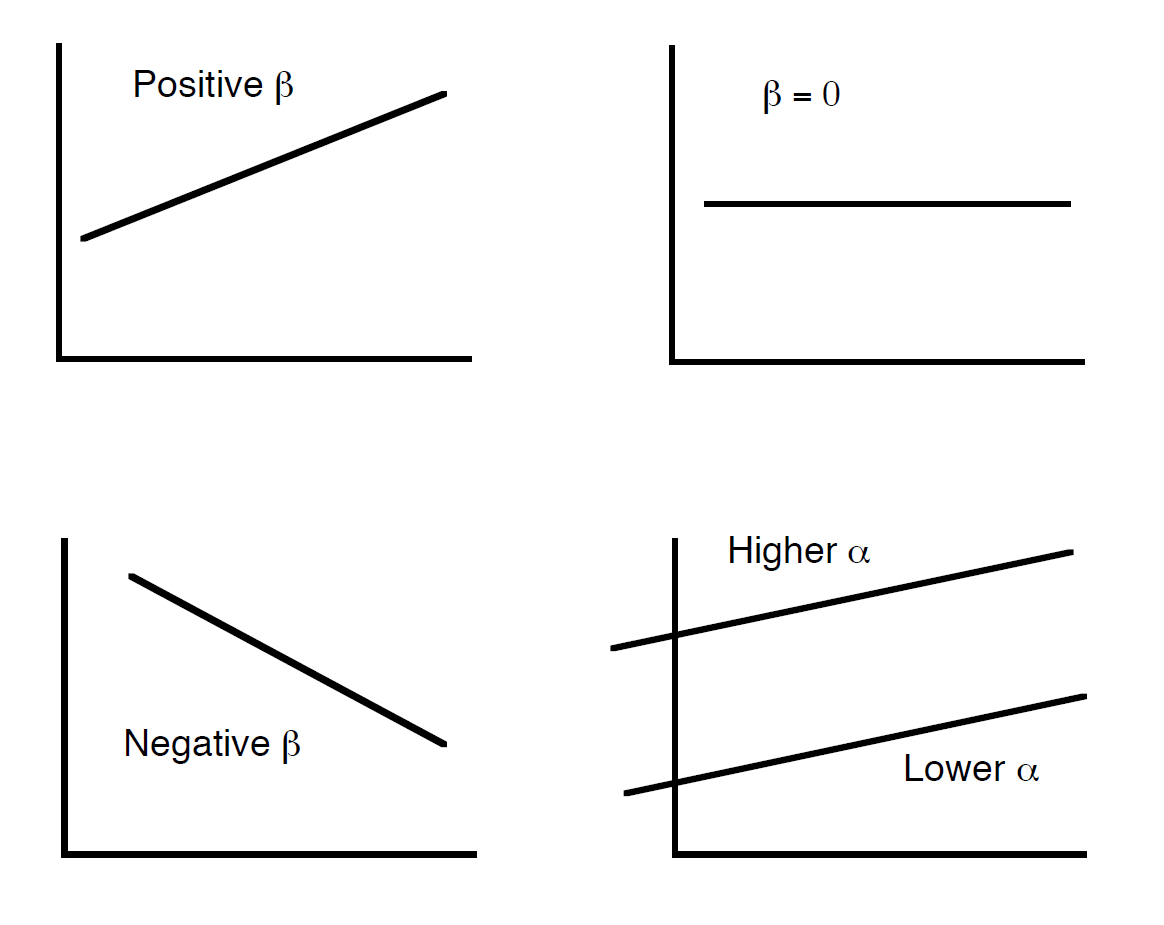 Positive β
β = 0
Negative β
Higher α
Lower α